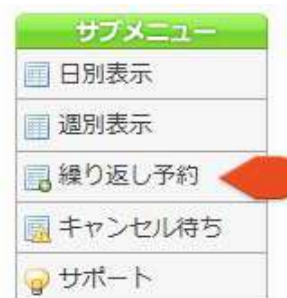 サブメニュー
日別表示
週別表示
繰り返し予約
キャンセル待ち
サポート